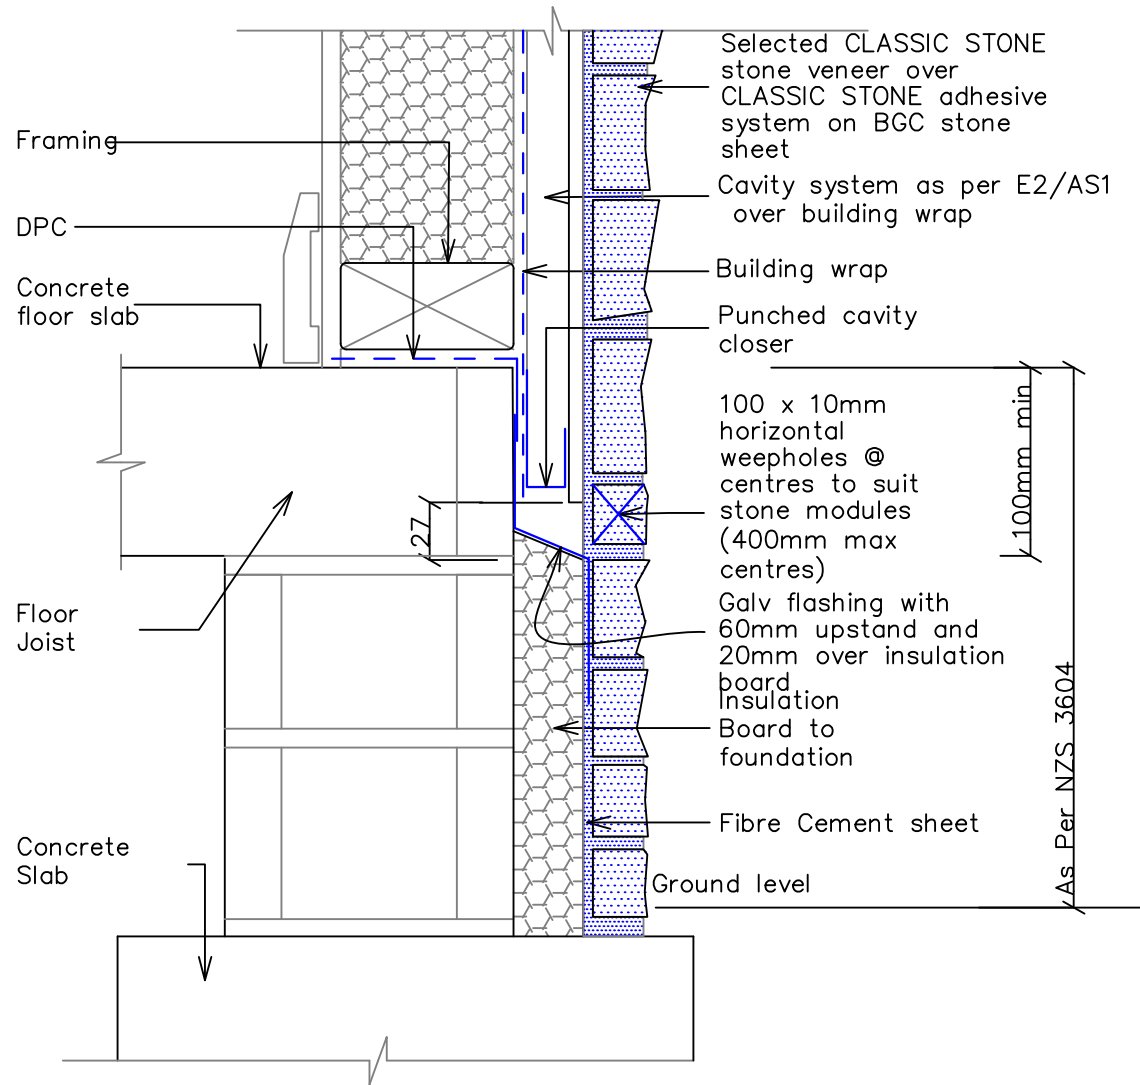 Selected CLASSIC STONE
stone veneer over
CLASSIC STONE adhesive
system on BGC stone
sheet
Framing
Cavity system as per E2/AS1
over building wrap
DPC
Building wrap
Concrete
floor slab
Punched cavity
closer
100 x 10mm
horizontal
weepholes @
centres to suit
stone modules
(400mm max
centres)
100mm min
27
Floor
Joist
Galv flashing with
60mm upstand and
20mm over insulation
board
Insulation
Board to
foundation
As Per NZS 3604
Fibre Cement sheet
Concrete
Slab
Ground level